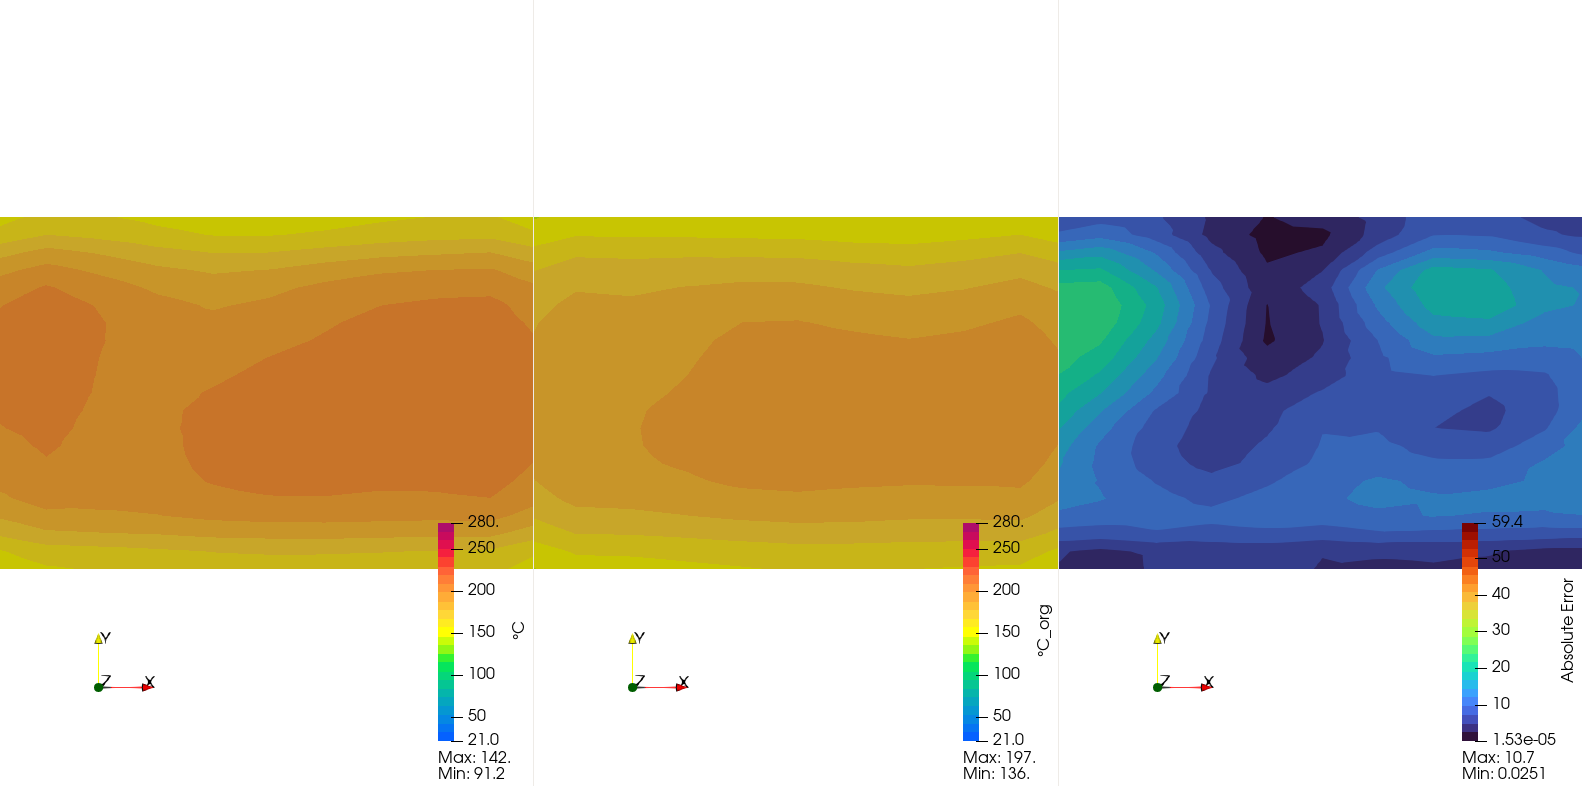 280.
250
200
150
100
50
21.0
°C
Max: 142.
Min: 91.2
Y
Z
X
280.
250
200
150
100
50
21.0
°C_org
Max: 197.
Min: 136.
Y
Z
X
59.4
50
40
30
20
10
1.53e-05
Absolute Error
Max: 10.7
Min: 0.0251
Y
Z
X